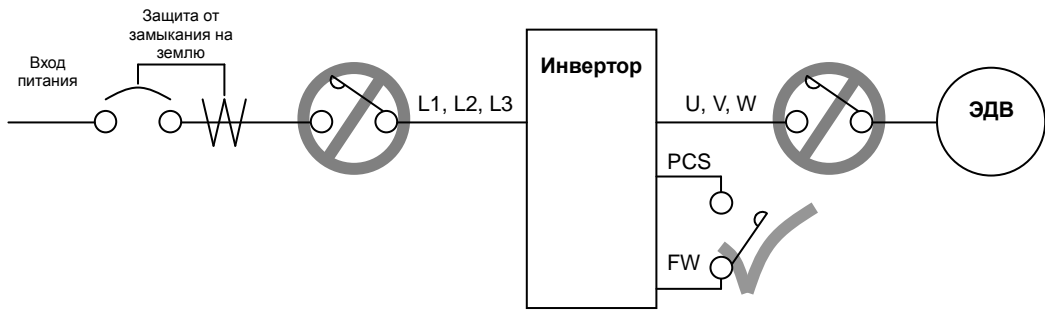 Защита от
замыкания на
землю
Вход
питания
Инвертор
L1, L2, L3
U, V, W
ЭДВ
PCS
FW